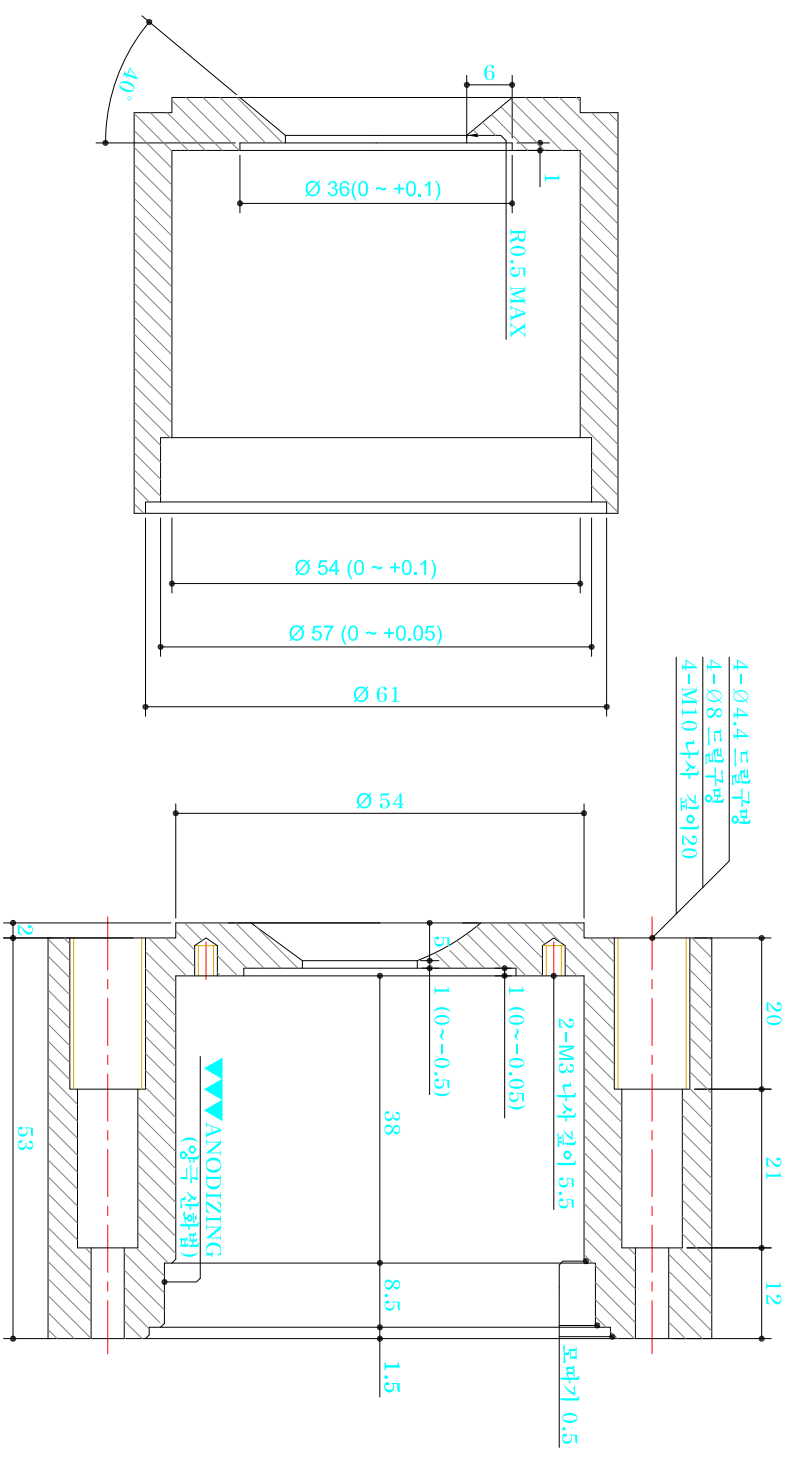 40°
6
1
Ø 36(0 ~ +0.1)
R0.5 MAX
Ø 54 (0 ~ +0.1)
Ø 57 (0 ~ +0.05)
Ø 61
4-Ø4.4 드릴구멍
4-Ø8 드릴구멍
4-M10 나사 깊이20
Ø 54
2
5
1 (0~-0.5)
1 (0~-0.05)
2-M3 나사 깊이 5.5
20
21
12
38
8.5
1.5
53
ANODIZING
(양극 산화법)
모따기 0.5